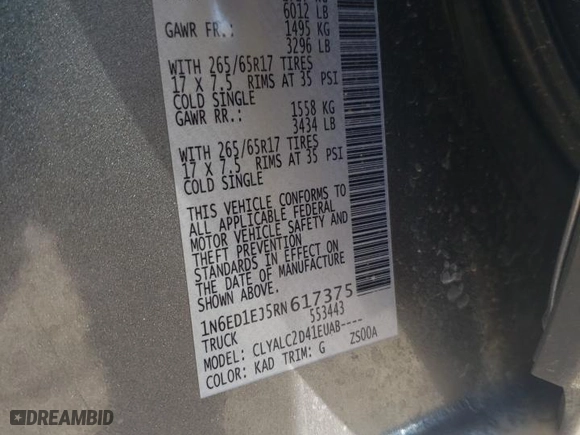 6012 LB
GAWR FR.: 1495 KG
3296 LB
WITH 265/65R17 TIRES
17 X 7.5 RIMS AT 35 PSI
COLD SINGLE
GAWR RR.: 1558 KG
3434 LB
WITH 265/65R17 TIRES
17 X 7.5 RIMS AT 35 PSI
COLD SINGLE
THIS VEHICLE CONFORMS TO
ALL APPLICABLE FEDERAL
MOTOR VEHICLE SAFETY AND
THEFT PREVENTION
STANDARDS IN EFFECT ON
THE DATE OF MANUFACTURE
SHOWN ABOVE.
1N6ED1EJ5RN617375
TRUCK 553443
MODEL: CLYALC2D41EUAB----
COLOR: KAD TRIM: G ZS00A
DREAMBID